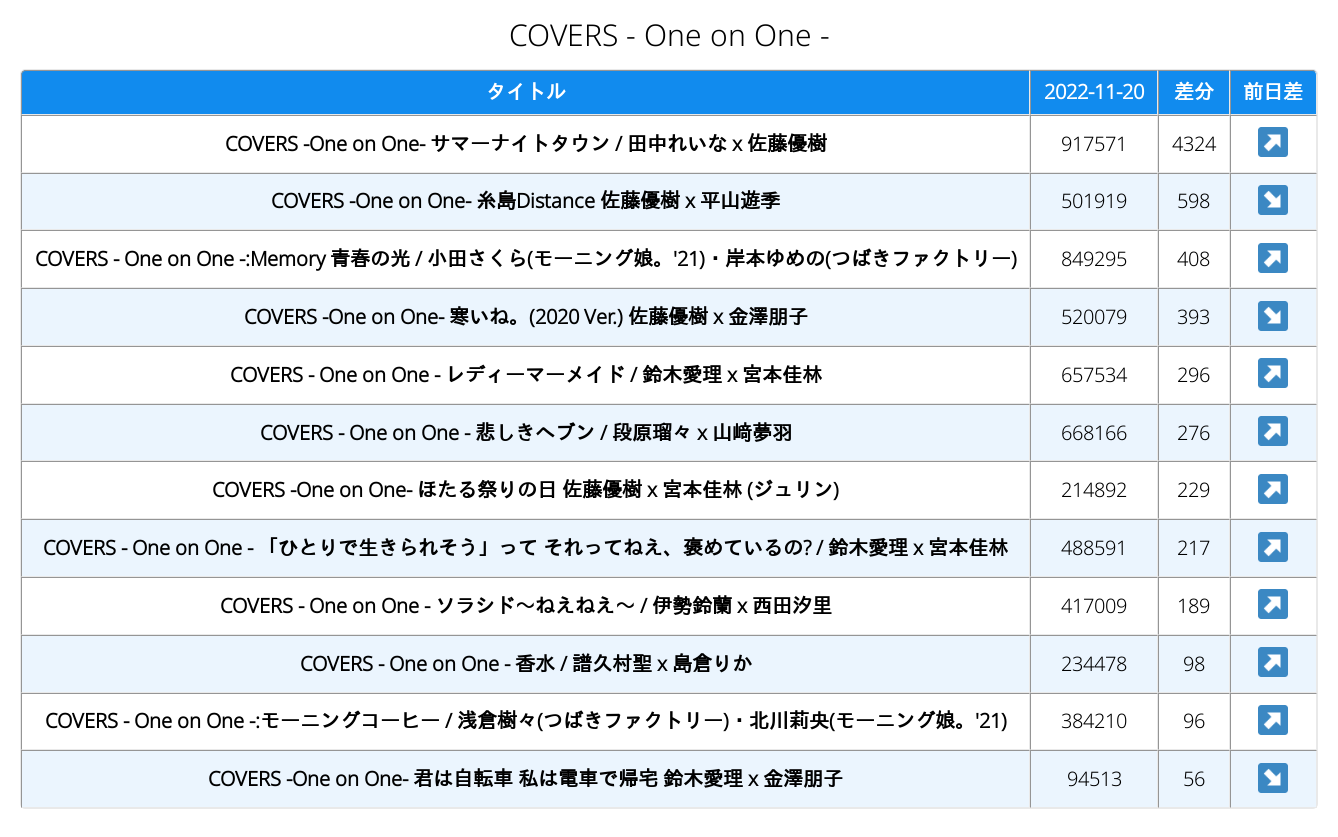 COVERS - One on One -
タイトル 2022-11-20 差分 前日差
COVERS -One on One- サマーナイトタウン / 田中れいな x 佐藤優樹 917571 4324 ↗
COVERS -One on One- 糸島Distance 佐藤優樹 x 平山遊季 501919 598 ↘
COVERS - One on One -:Memory 青春の光 / 小田さくら(モーニング娘。'21)・岸本ゆめの(つばきファクトリー) 849295 408 ↗
COVERS -One on One- 寒いね。(2020 Ver.) 佐藤優樹 x 金澤朋子 520079 393 ↘
COVERS - One on One - レディーマーメイド / 鈴木愛理 x 宮本佳林 657534 296 ↗
COVERS - One on One - 悲しきヘブン / 段原瑠々 x 山﨑夢羽 668166 276 ↗
COVERS -One on One- ほたる祭りの日 佐藤優樹 x 宮本佳林 (ジュリン) 214892 229 ↗
COVERS - One on One - 「ひとりで生きられそう」って それってねえ、褒めているの? / 鈴木愛理 x 宮本佳林 488591 217 ↗
COVERS - One on One - ソラシド〜ねえねえ〜 / 伊勢鈴蘭 x 西田汐里 417009 189 ↗
COVERS - One on One - 香水 / 譜久村聖 x 島倉りか 234478 98 ↗
COVERS - One on One -:モーニングコーヒー / 浅倉樹々(つばきファクトリー)・北川莉央(モーニング娘。'21) 384210 96 ↗
COVERS -One on One- 君は自転車 私は電車で帰宅 鈴木愛理 x 金澤朋子 94513 56 ↘